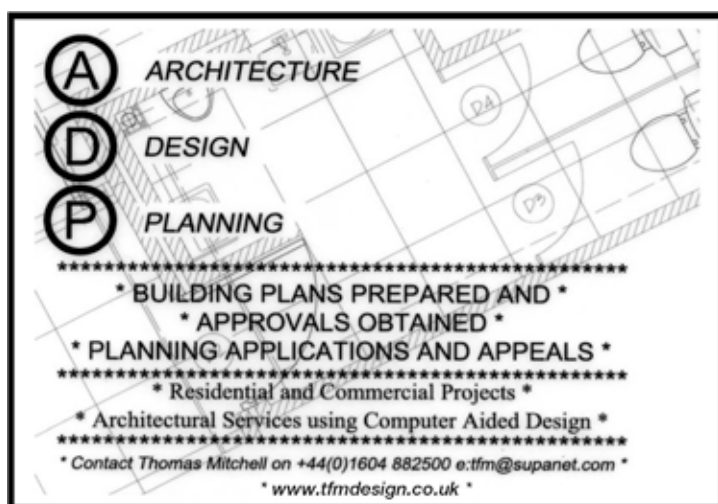 A ARCHITECTURE
D4
D DESIGN
D3
P PLANNING
*******************************************************
* BUILDING PLANS PREPARED AND *
* APPROVALS OBTAINED *
* PLANNING APPLICATIONS AND APPEALS *
*******************************************************
* Residential and Commercial Projects *
* Architectural Services using Computer Aided Design *
*******************************************************
* Contact Thomas Mitchell on +44(0)1604 882500 e:tfm@supanet.com *
* www.tfmdesign.co.uk *